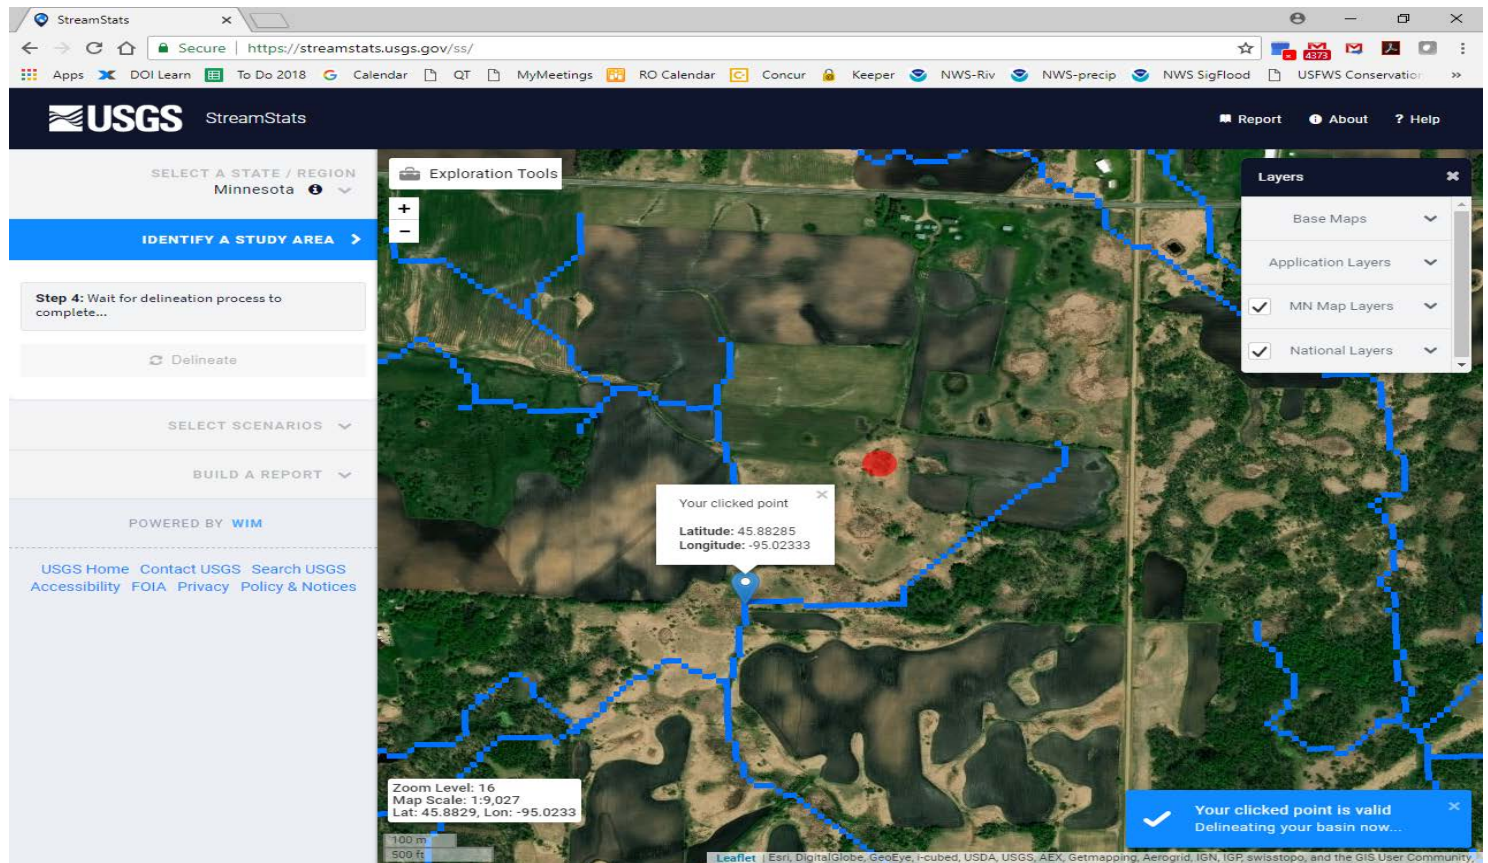 StreamStats
Secure | https://streamstats.usgs.gov/ss/
4373
Apps DOI Learn To Do 2018 Calendar QT MyMeetings RO Calendar Concur Keeper NWS-Riv NWS-precip NWS SigFlood USFWS Conservation »
USGS StreamStats
Report About ? Help
SELECT A STATE / REGION
Minnesota
IDENTIFY A STUDY AREA
Step 4: Wait for delineation process to
complete...
Delineate
SELECT SCENARIOS
BUILD A REPORT
POWERED BY WIM
USGS Home Contact USGS Search USGS
Accessibility FOIA Privacy Policy & Notices
Exploration Tools
+
−
Layers
Base Maps
Application Layers
MN Map Layers
National Layers
Your clicked point
Latitude: 45.88285
Longitude: -95.02333
Zoom Level: 16
Map Scale: 1:9,027
Lat: 45.8829, Lon: -95.0233
100 m
500 ft
Your clicked point is valid
Delineating your basin now...
Leaflet | Esri, DigitalGlobe, GeoEye, i-cubed, USDA, USGS, AEX, Getmapping, Aerogrid, IGN, IGP, swisstopo, and the GIS User Community,